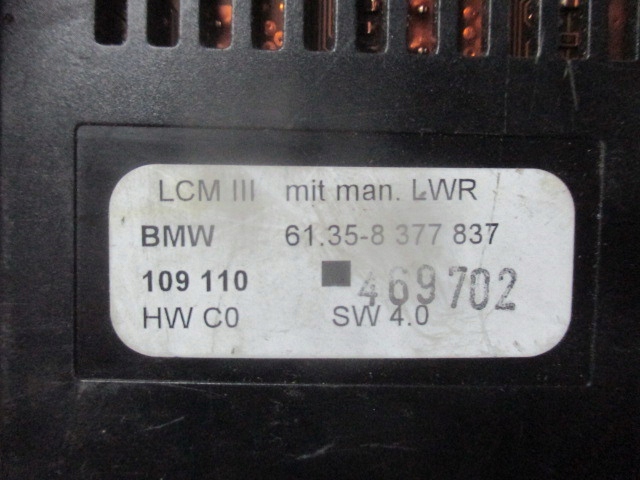 LCM III mit man. LWR
BMW 61.35-8 377 837
109 110 469702
HW C0 SW 4.0